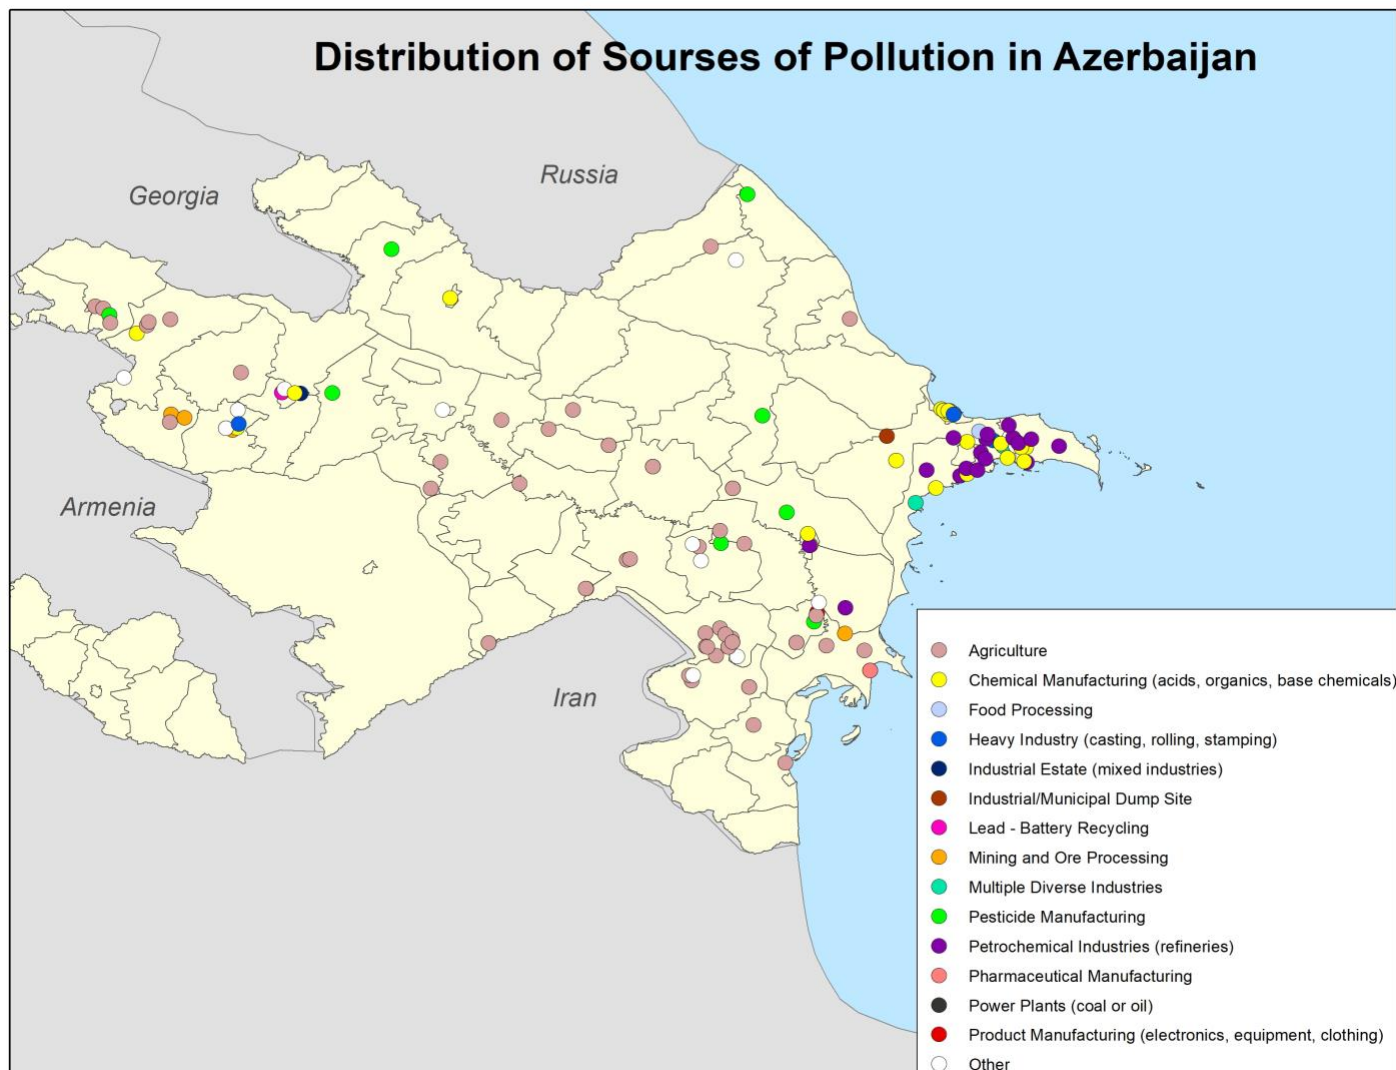 Distribution of Sourses of Pollution in Azerbaijan
Russia
Georgia
Armenia
Iran
Agriculture
Chemical Manufacturing (acids, organics, base chemicals)
Food Processing
Heavy Industry (casting, rolling, stamping)
Industrial Estate (mixed industries)
Industrial/Municipal Dump Site
Lead - Battery Recycling
Mining and Ore Processing
Multiple Diverse Industries
Pesticide Manufacturing
Petrochemical Industries (refineries)
Pharmaceutical Manufacturing
Power Plants (coal or oil)
Product Manufacturing (electronics, equipment, clothing)
Other